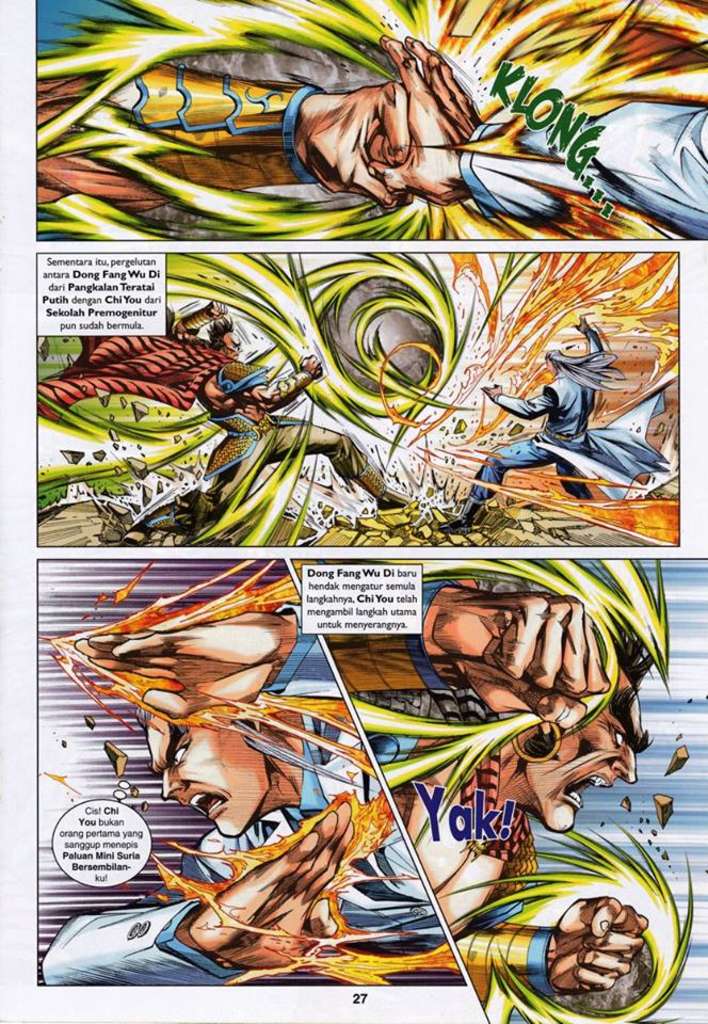 KLONG...
Sementara itu, pergelutan
antara Dong Fang Wu Di
dari Pangkalan Teratai
Putih dengan Chi You dari
Sekolah Premogenitur
pun sudah bermula.
Dong Fang Wu Di baru
hendak mengatur semula
langkahnya, Chi You telah
mengambil langkah utama
untuk menyerangnya.
Cis! Chi
You bukan
orang pertama yang
sanggup menepis
Paluan Mini Suria
Bersembilan-
ku!
Yak!
27